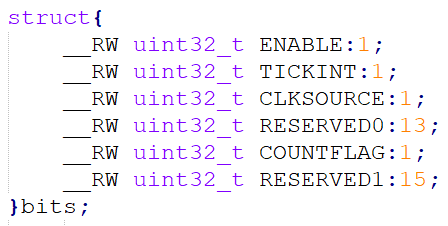 struct{
__RW uint32_t ENABLE:1;
__RW uint32_t TICKINT:1;
__RW uint32_t CLKSOURCE:1;
__RW uint32_t RESERVED0:13;
__RW uint32_t COUNTFLAG:1;
__RW uint32_t RESERVED1:15;
}bits;